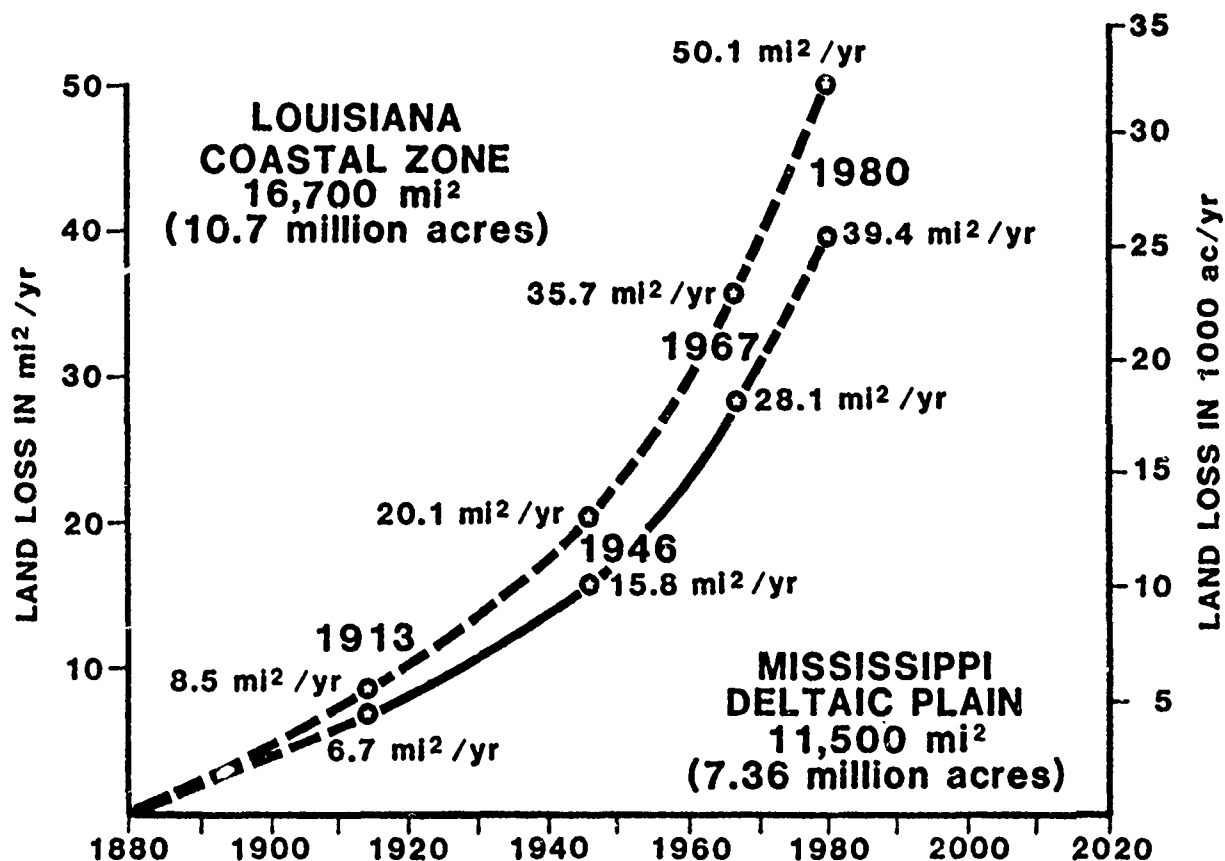 50.1 mi²/yr
LOUISIANA
COASTAL ZONE
16,700 mi²
(10.7 million acres)
1980
39.4 mi²/yr
35.7 mi²/yr
1967
28.1 mi²/yr
20.1 mi²/yr
1946
15.8 mi²/yr
1913
8.5 mi²/yr
6.7 mi²/yr
MISSISSIPPI
DELTAIC PLAIN
11,500 mi²
(7.36 million acres)
LAND LOSS IN mi²/yr
50
40
30
20
10
LAND LOSS IN 1000 ac/yr
35
30
25
20
15
10
5
1880 1900 1920 1940 1960 1980 2000 2020